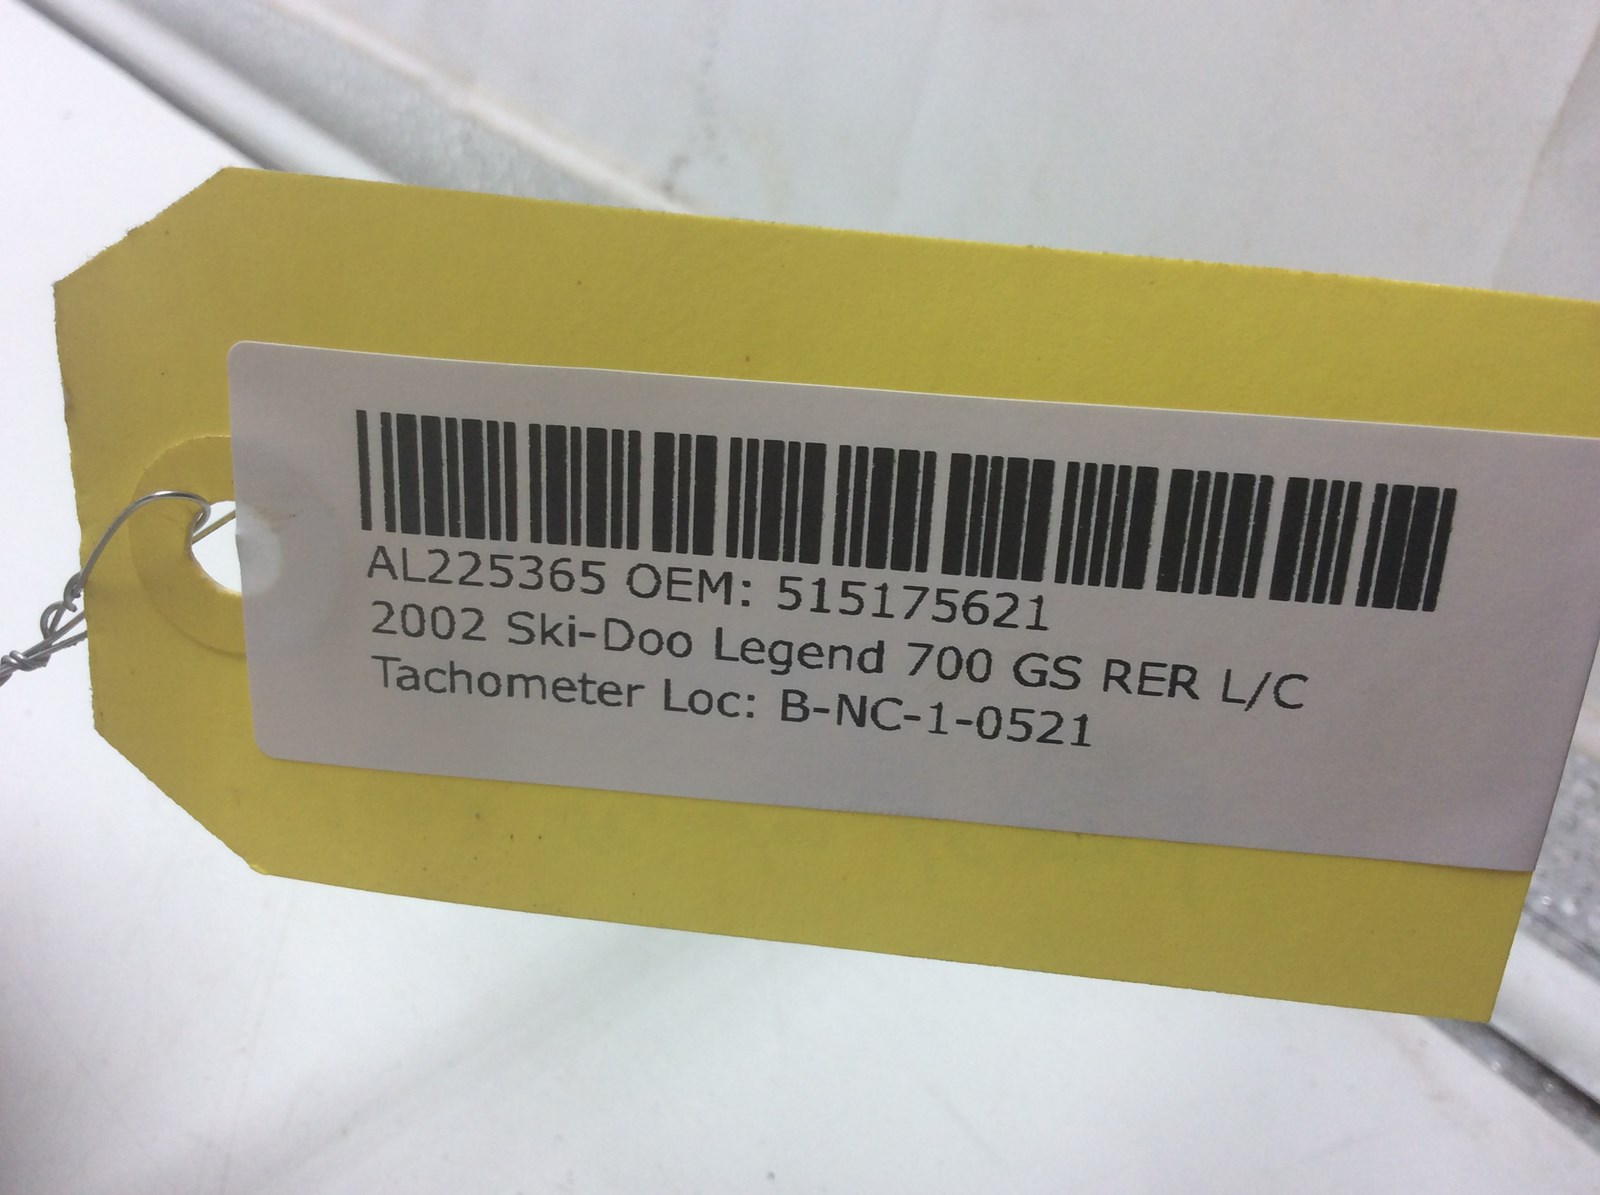 AL225365 OEM: 515175621
2002 Ski-Doo Legend 700 GS RER L/C
Tachometer Loc: B-NC-1-0521